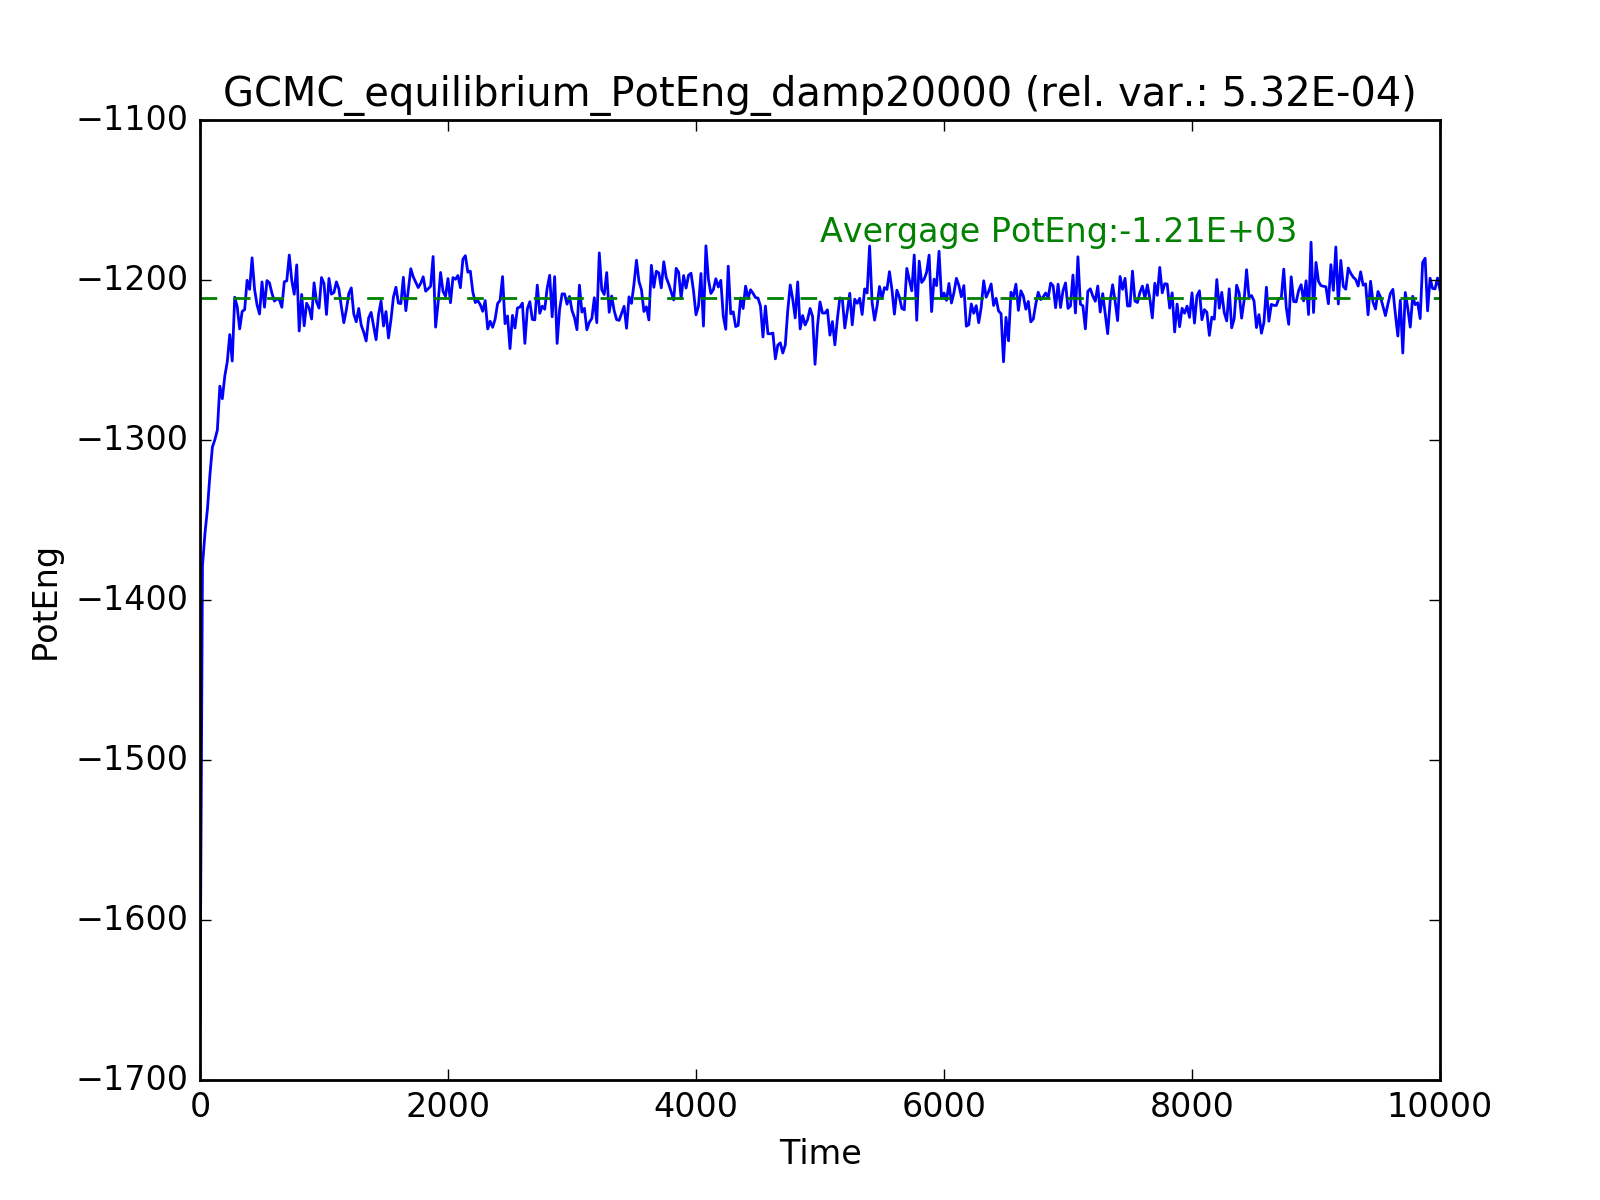 GCMC_equilibrium_PotEng_damp20000 (rel. var.: 5.32E-04)
−1100
Avergage PotEng:-1.21E+03
−1200
−1300
−1400
PotEng
−1500
−1600
−1700
0 2000 4000 6000 8000 10000
Time